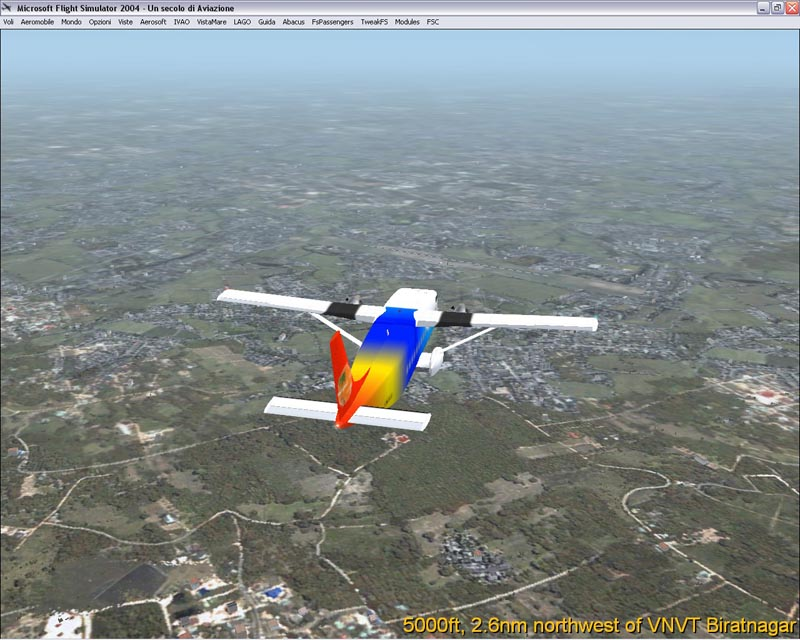 Microsoft Flight Simulator 2004 - Un secolo di Aviazione
Voli Aeromobile Mondo Opzioni Viste Aerosoft IVAO VistaMare LAGO Guida Abacus FsPassengers TweakFS Modules FSC
5000ft, 2.6nm northwest of VNVT Biratnagar